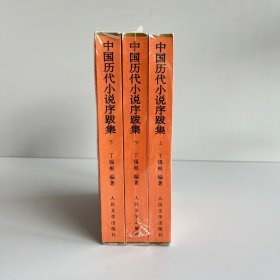 中国历代小说序跋集
下
丁锡根 编著
人民文学出版社
中国历代小说序跋集
丁锡根 编著
人民文学出版社
中国历代小说序跋集
上
丁锡根 编著
人民文学出版社